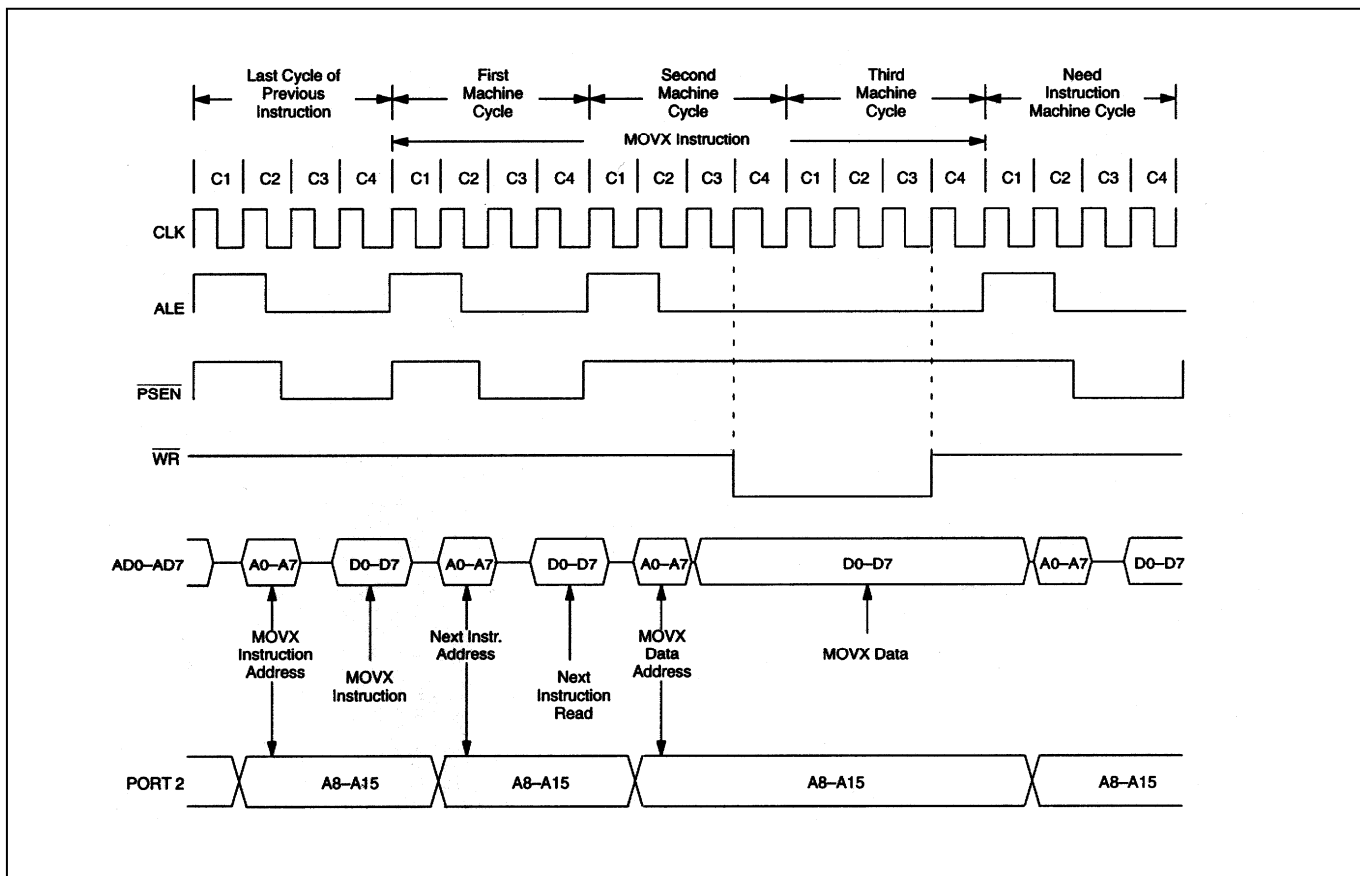 Last Cycle of
Previous
Instruction
First
Machine
Cycle
Second
Machine
Cycle
Third
Machine
Cycle
Need
Instruction
Machine Cycle
MOVX Instruction
C1 C2 C3 C4 C1 C2 C3 C4 C1 C2 C3 C4 C1 C2 C3 C4 C1 C2 C3 C4
CLK
ALE
PSEN
WR
AD0–AD7 A0–A7 D0–D7 A0–A7 D0–D7 A0–A7 D0–D7 A0–A7 D0–D7
MOVX
Instruction
Address
MOVX
Instruction
Next Instr.
Address
Next
Instruction
Read
MOVX
Data
Address
MOVX Data
PORT 2 A8–A15 A8–A15 A8–A15 A8–A15